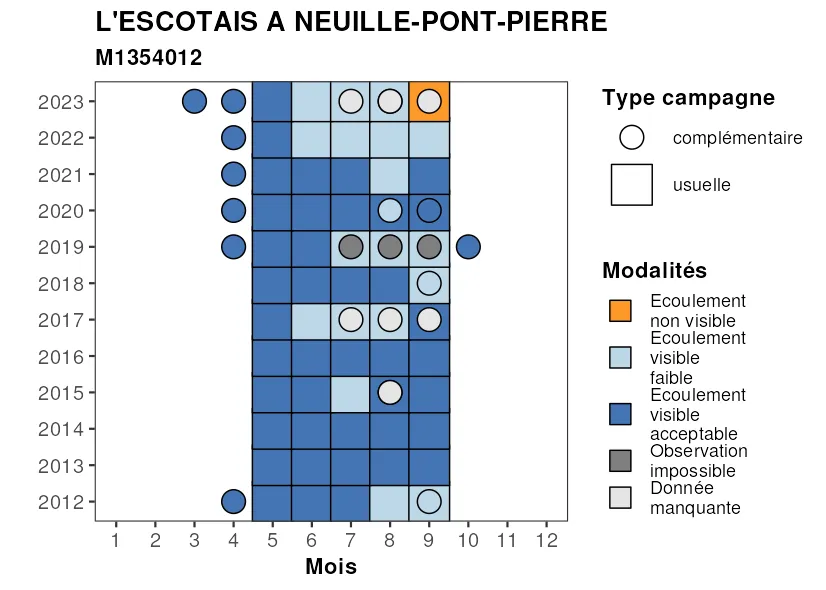 L'ESCOTAIS A NEUILLE-PONT-PIERRE
M1354012
2023
2022
2021
2020
2019
2018
2017
2016
2015
2014
2013
2012
1 2 3 4 5 6 7 8 9 10 11 12
Mois
Type campagne
complémentaire
usuelle
Modalités
Ecoulement
non visible
Ecoulement
visible
faible
Ecoulement
visible
acceptable
Observation
impossible
Donnée
manquante